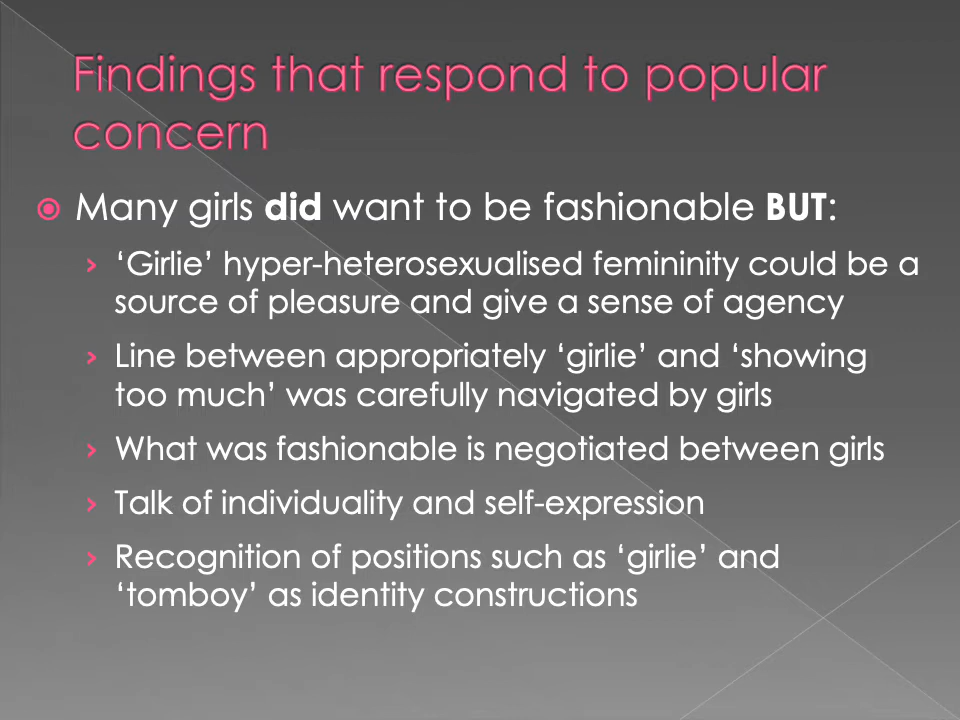 Findings that respond to popular
concern
Many girls did want to be fashionable BUT:
‘Girlie’ hyper-heterosexualised femininity could be a
source of pleasure and give a sense of agency
Line between appropriately ‘girlie’ and ‘showing
too much’ was carefully navigated by girls
What was fashionable is negotiated between girls
Talk of individuality and self-expression
Recognition of positions such as ‘girlie’ and
‘tomboy’ as identity constructions